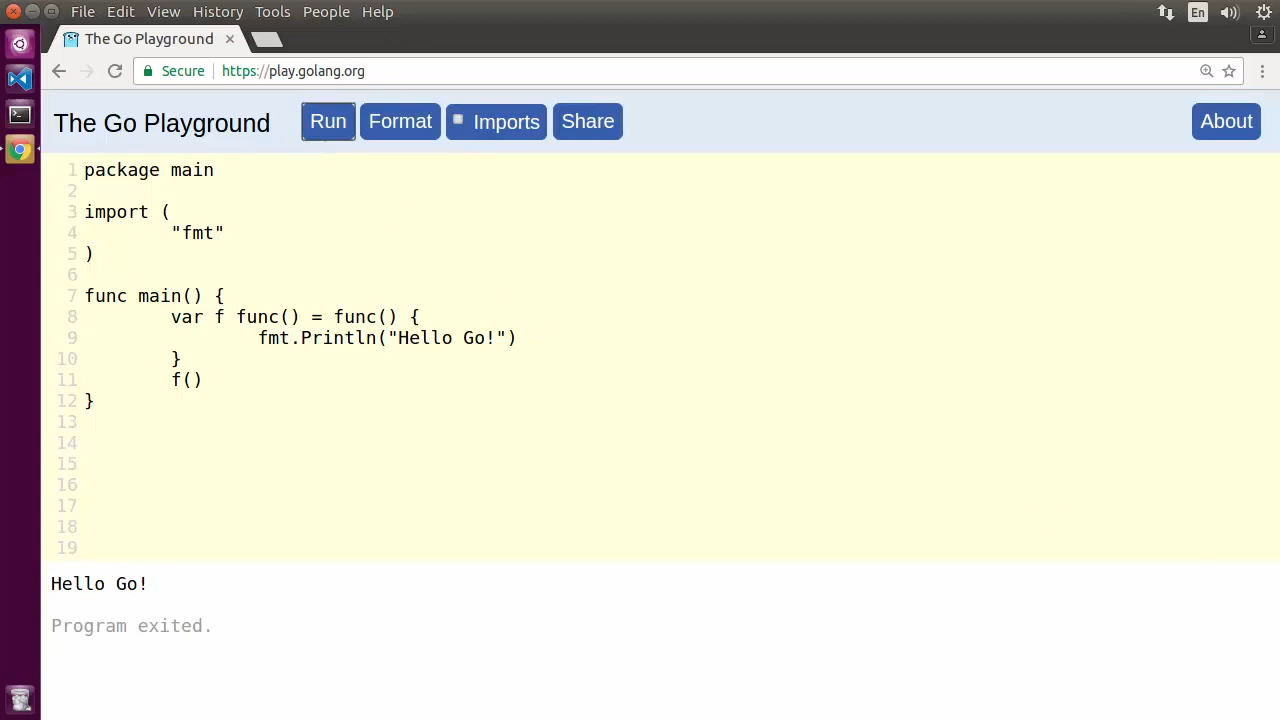 File Edit View History Tools People Help
En
The Go Playground
Secure https://play.golang.org
The Go Playground Run Format Imports Share About
1 package main
2
3 import (
4 "fmt"
5 )
6
7 func main() {
8 var f func() = func() {
9 fmt.Println("Hello Go!")
10 }
11 f()
12 }
13
14
15
16
17
18
19
Hello Go!
Program exited.